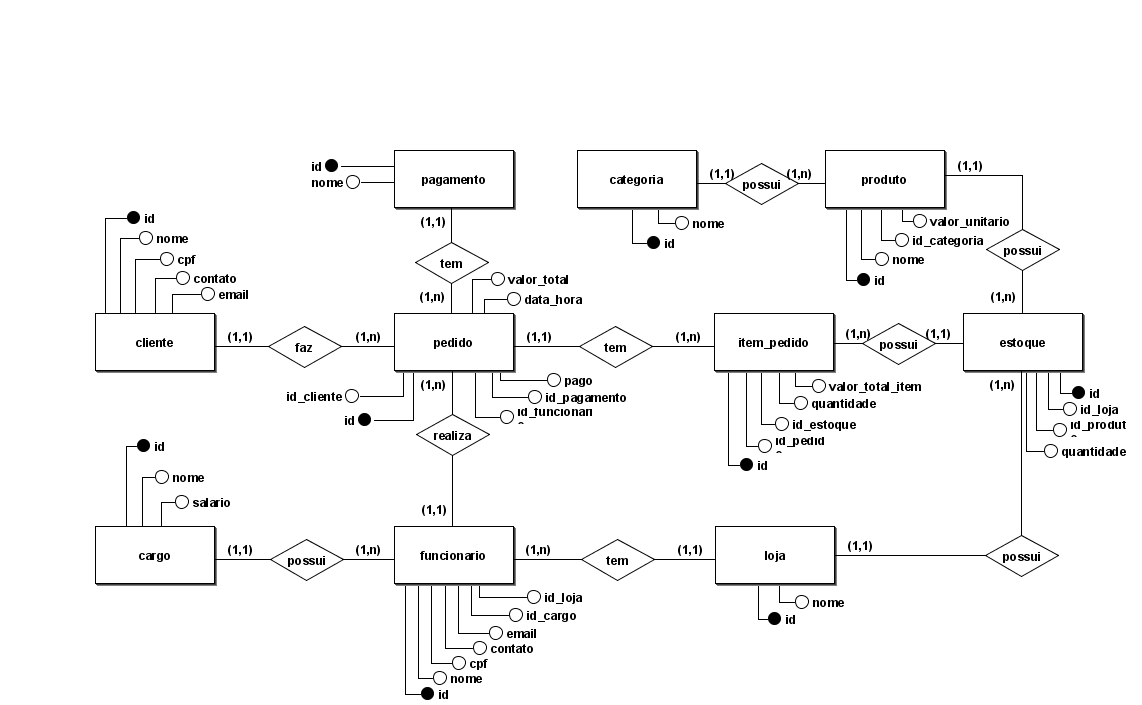 id
nome
pagamento
categoria
(1,1)
possui
(1,n)
produto
(1,1)
id
nome
cpf
contato
email
(1,1)
tem
(1,n)
nome
id
valor_unitario
id_categoria
nome
id
possui
(1,n)
valor_total
data_hora
cliente
(1,1)
faz
(1,n)
pedido
(1,1)
tem
(1,n)
item_pedido
(1,n)
possui
(1,1)
estoque
id_cliente
id
(1,n)
pago
id_pagamento
id_funcionari
valor_total_item
quantidade
id_estoque
id_pedid
id
(1,n)
id
id_loja
id_produt
quantidade
realiza
(1,1)
id
nome
salario
cargo
(1,1)
possui
(1,n)
funcionario
(1,n)
tem
(1,1)
loja
(1,1)
possui
id_loja
id_cargo
email
contato
cpf
nome
id
nome
id